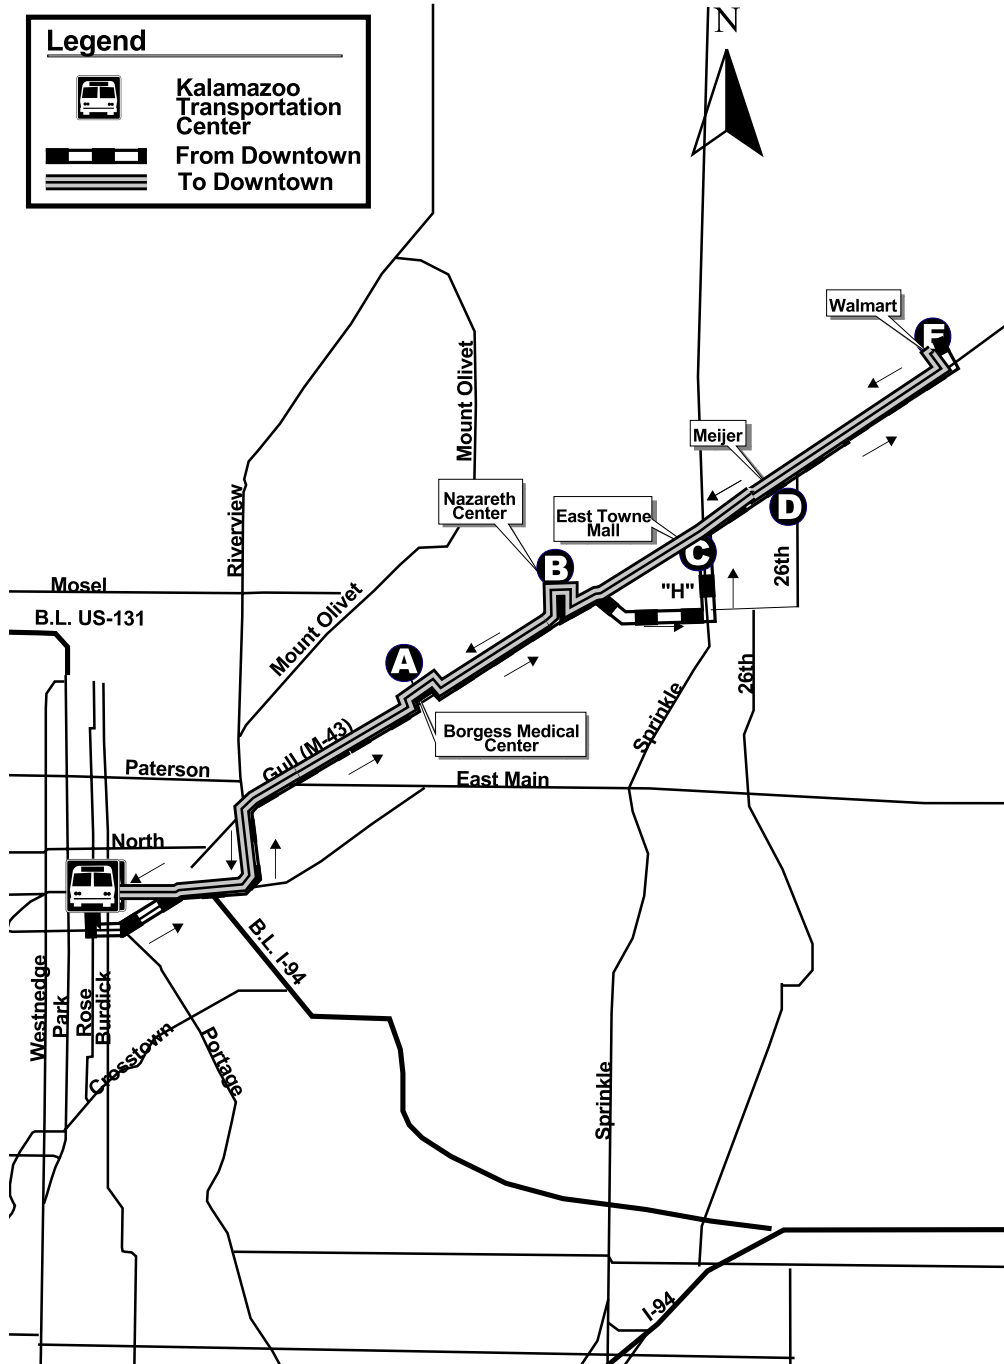 Legend
Kalamazoo
Transportation
Center
From Downtown
To Downtown
N
Walmart
Mount Olivet
Meijer
Nazareth
Center
East Towne
Mall
D
Riverview
C
B
26th
Mosel
"H"
B.L. US-131
Mount Olivet
A
26th
Sprinkle
Borgess Medical
Center
Gull (M-43)
Paterson
East Main
North
B.L. I-94
Westnedge
Park
Rose
Burdick
Crosstown
Portage
Sprinkle
I-94